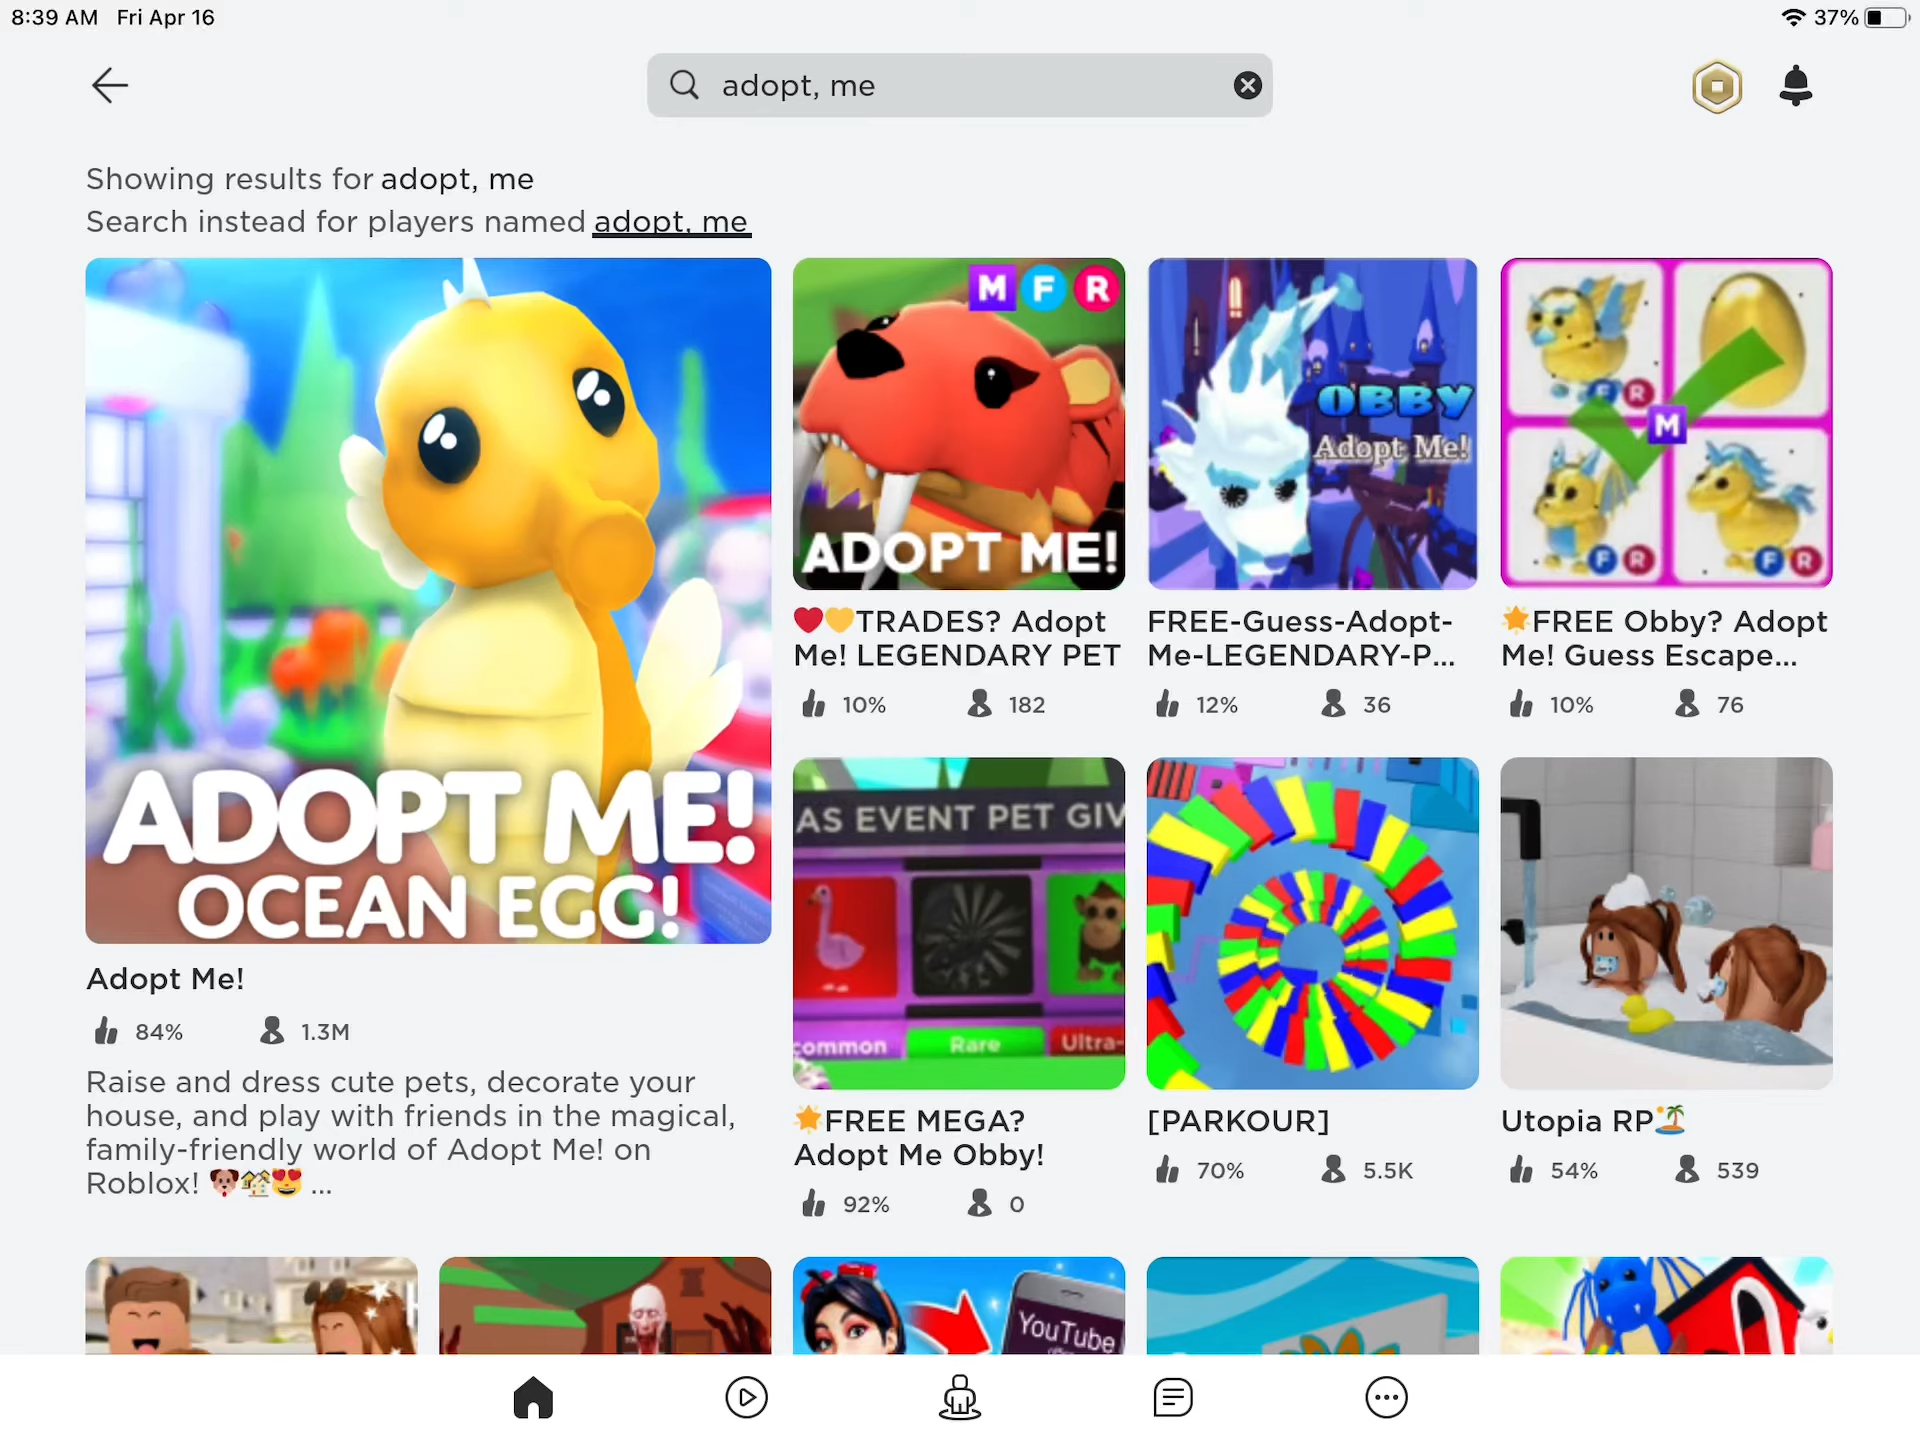 8:39 AM Fri Apr 16
37%
adopt, me
Showing results for adopt, me
Search instead for players named adopt, me
ADOPT ME!
OCEAN EGG!
Adopt Me!
84% 1.3M
Raise and dress cute pets, decorate your
house, and play with friends in the magical,
family-friendly world of Adopt Me! on
Roblox! 🐶🏘️😍 ...
M F R
ADOPT ME!
❤️💛TRADES? Adopt
Me! LEGENDARY PET
10% 182
OBBY
Adopt Me!
FREE-Guess-Adopt-
Me-LEGENDARY-P...
12% 36
F R
M
F R
F R
🌟FREE Obby? Adopt
Me! Guess Escape...
10% 76
AS EVENT PET GIV
common Rare Ultra-
🌟FREE MEGA?
Adopt Me Obby!
92% 0
[PARKOUR]
70% 5.5K
Utopia RP🏝️
54% 539
YouTube